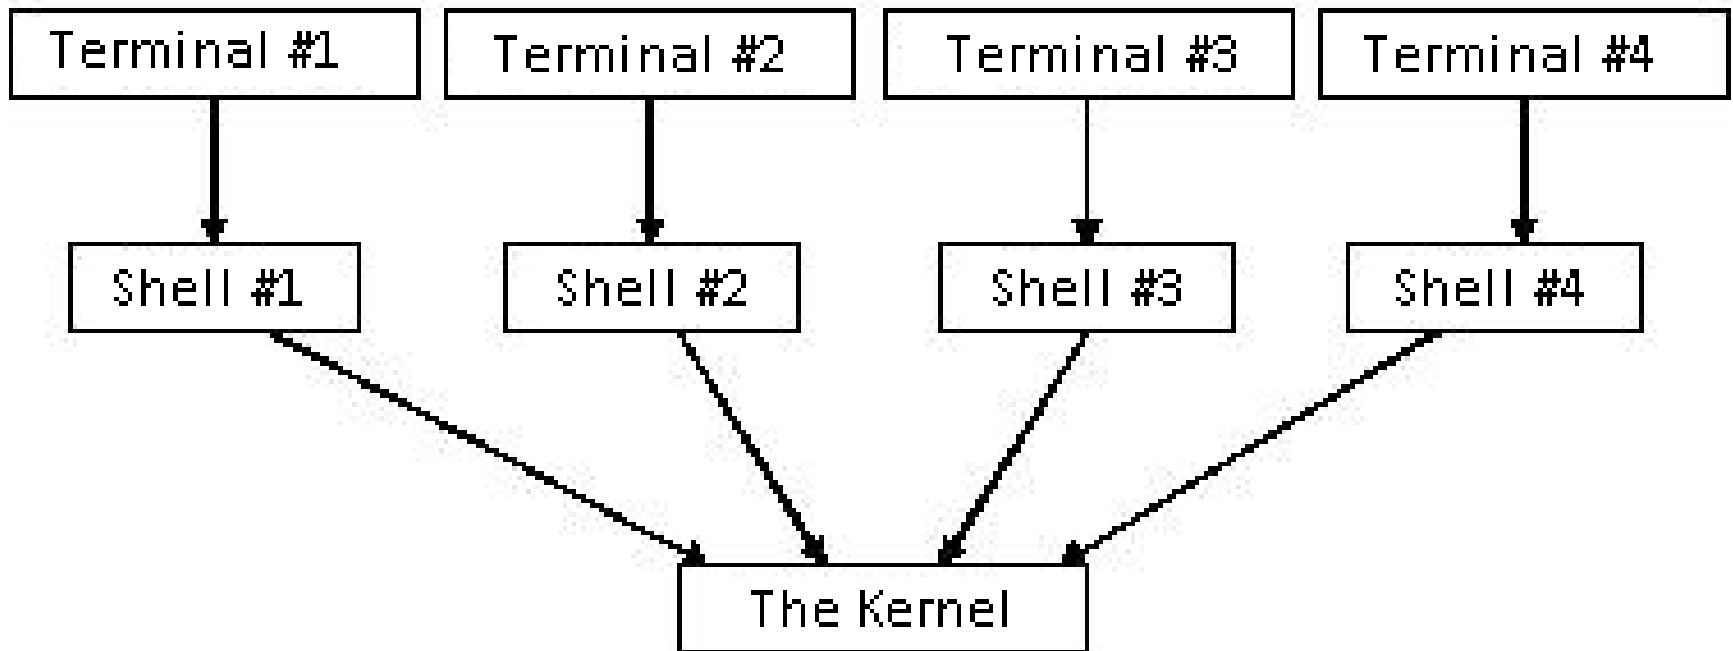 Terminal #1
Terminal #2
Terminal #3
Terminal #4
Shell #1
Shell #2
Shell #3
Shell #4
The Kernel